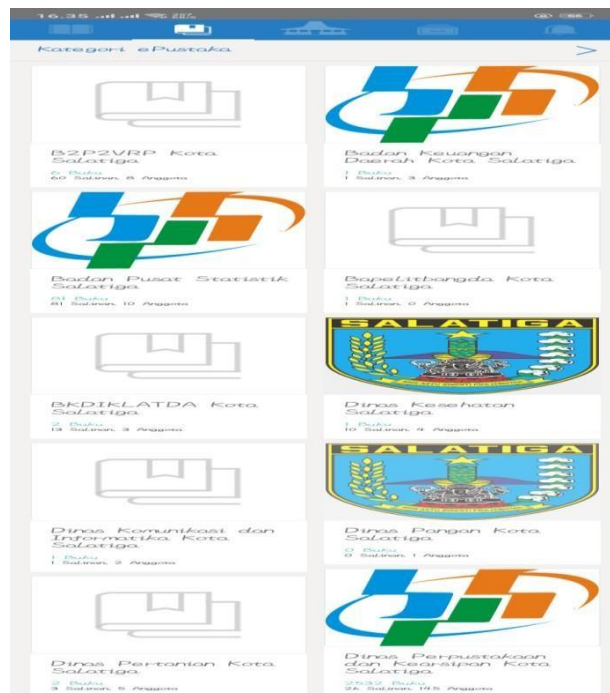 16.35
Kategori ePustaka
>
B2P2VRP Kota
Salatiga
6 Buku
60 Salinan, 8 Anggota
Badan Keuangan
Daerah Kota Salatiga
1 Buku
1 Salinan, 3 Anggota
Badan Pusat Statistik
Salatiga
81 Buku
81 Salinan, 10 Anggota
Bapelitbangda Kota
Salatiga
1 Buku
1 Salinan, 0 Anggota
BKDIKLATDA Kota
Salatiga
2 Buku
13 Salinan, 3 Anggota
SALATIGA
Dinas Kesehatan
Salatiga
1 Buku
10 Salinan, 4 Anggota
Dinas Komunikasi dan
Informatika Kota
Salatiga
1 Buku
1 Salinan, 2 Anggota
SALATIGA
Dinas Pangan Kota
Salatiga
0 Buku
0 Salinan, 1 Anggota
Dinas Pertanian Kota
Salatiga
2 Buku
3 Salinan, 5 Anggota
Dinas Perpustakaan
dan Kearsipan Kota
Salatiga
2532 Buku
26 Salinan, 145 Anggota